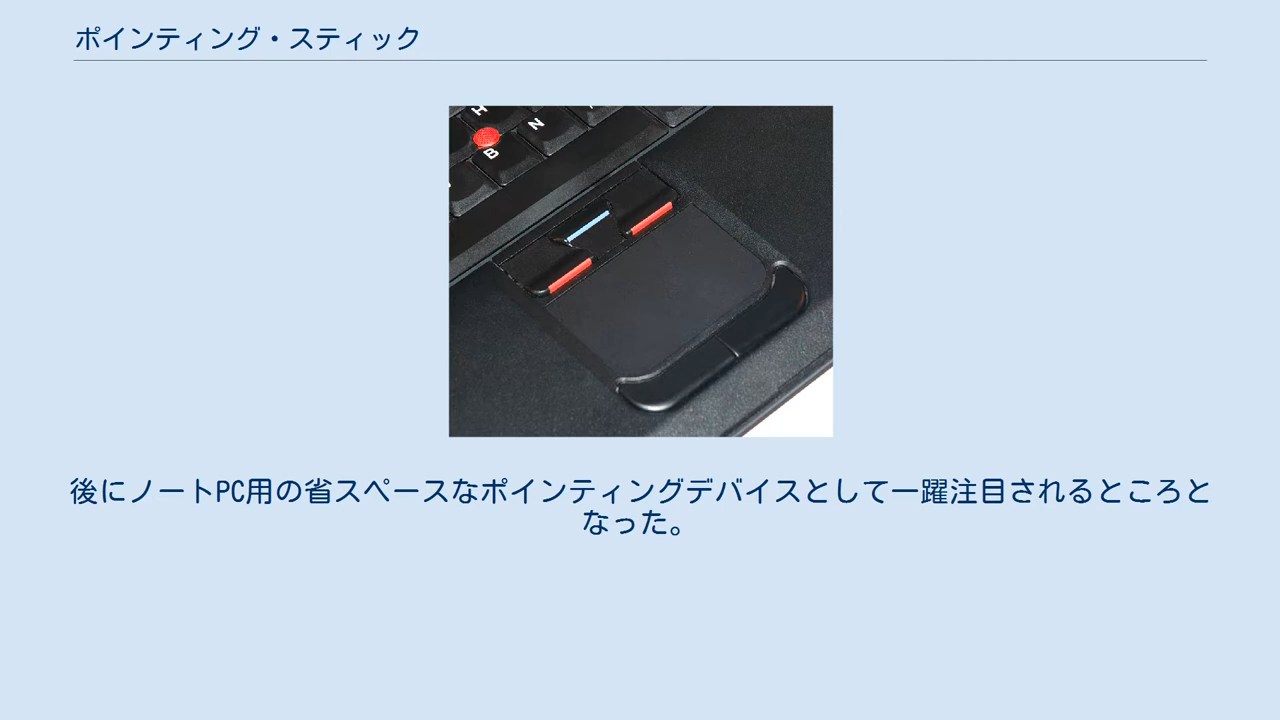 ポインティング・スティック
H
N
B
後にノートPC用の省スペースなポインティングデバイスとして一躍注目されるところと
なった。